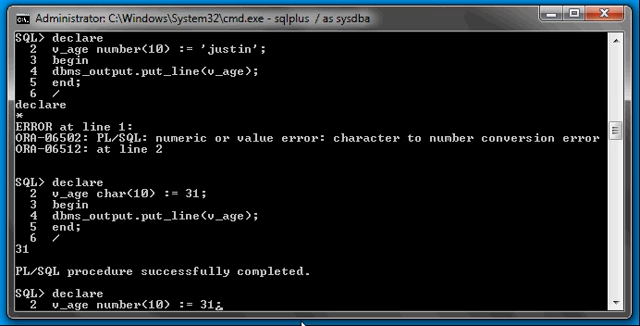 Administrator: C:\Windows\System32\cmd.exe - sqlplus / as sysdba
SQL> declare
2 v_age number(10) := 'justin';
3 begin
4 dbms_output.put_line(v_age);
5 end;
6 /
declare
*
ERROR at line 1:
ORA-06502: PL/SQL: numeric or value error: character to number conversion error
ORA-06512: at line 2
SQL> declare
2 v_age char(10) := 31;
3 begin
4 dbms_output.put_line(v_age);
5 end;
6 /
31
PL/SQL procedure successfully completed.
SQL> declare
2 v_age number(10) := 31;